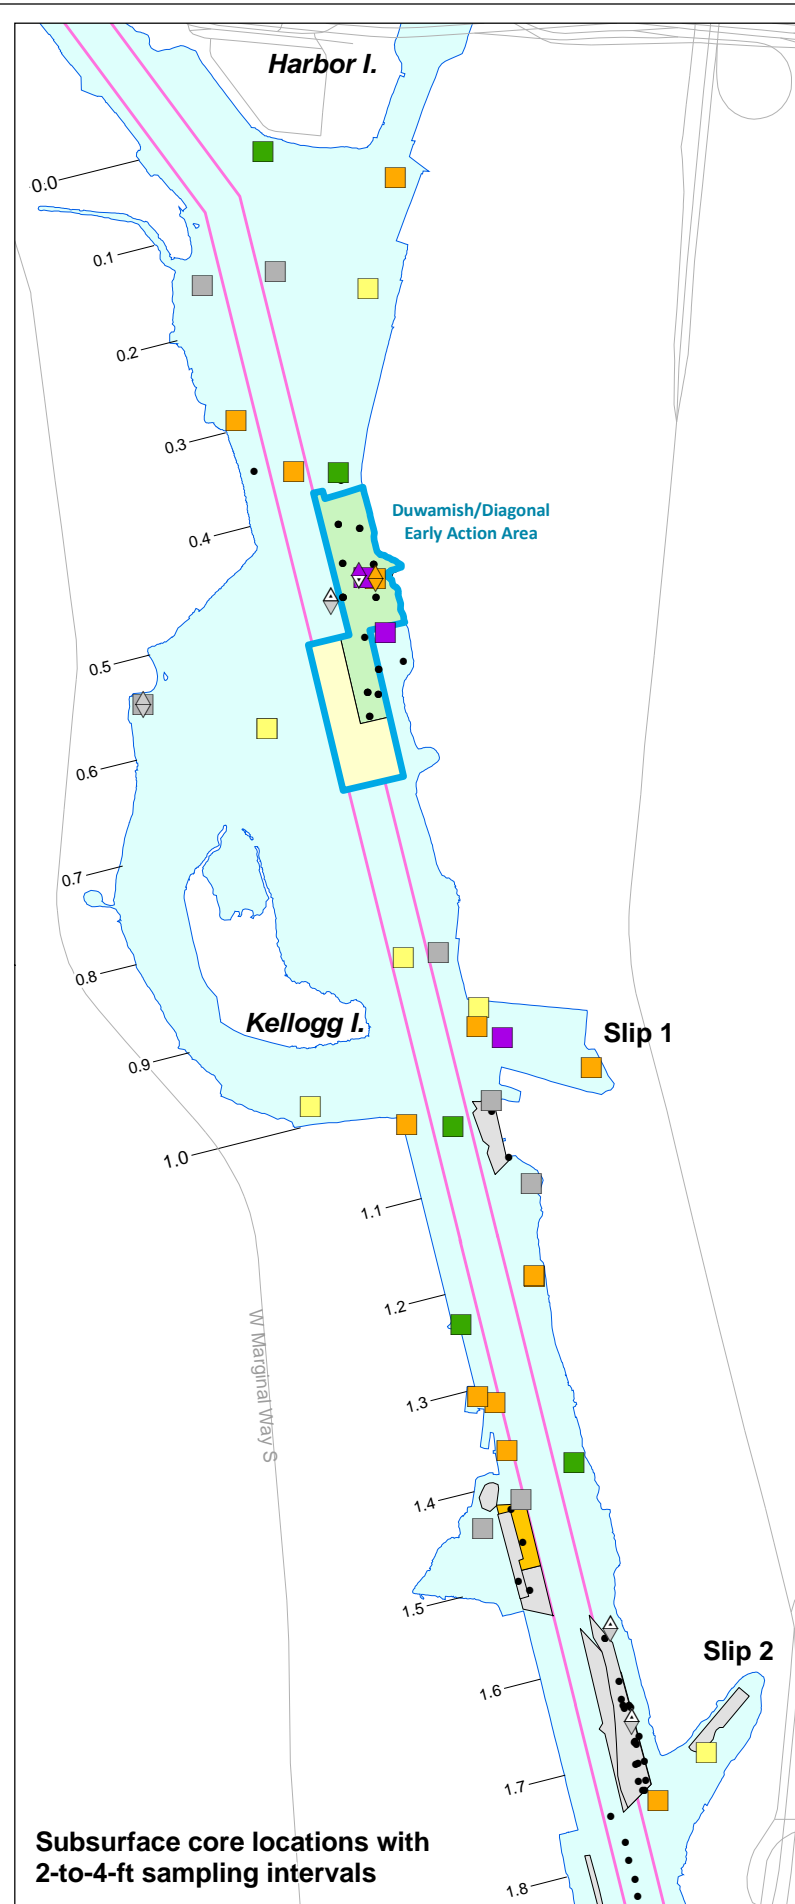 Harbor I.
0.0
0.1
0.2
0.3
0.4
Duwamish/Diagonal
Early Action Area
0.5
0.6
0.7
0.8
Kellogg I.
Slip 1
0.9
1.0
1.1
1.2
W Marginal Way S
1.3
1.4
1.5
Slip 2
1.6
1.7
Subsurface core locations with
2-to-4-ft sampling intervals
1.8